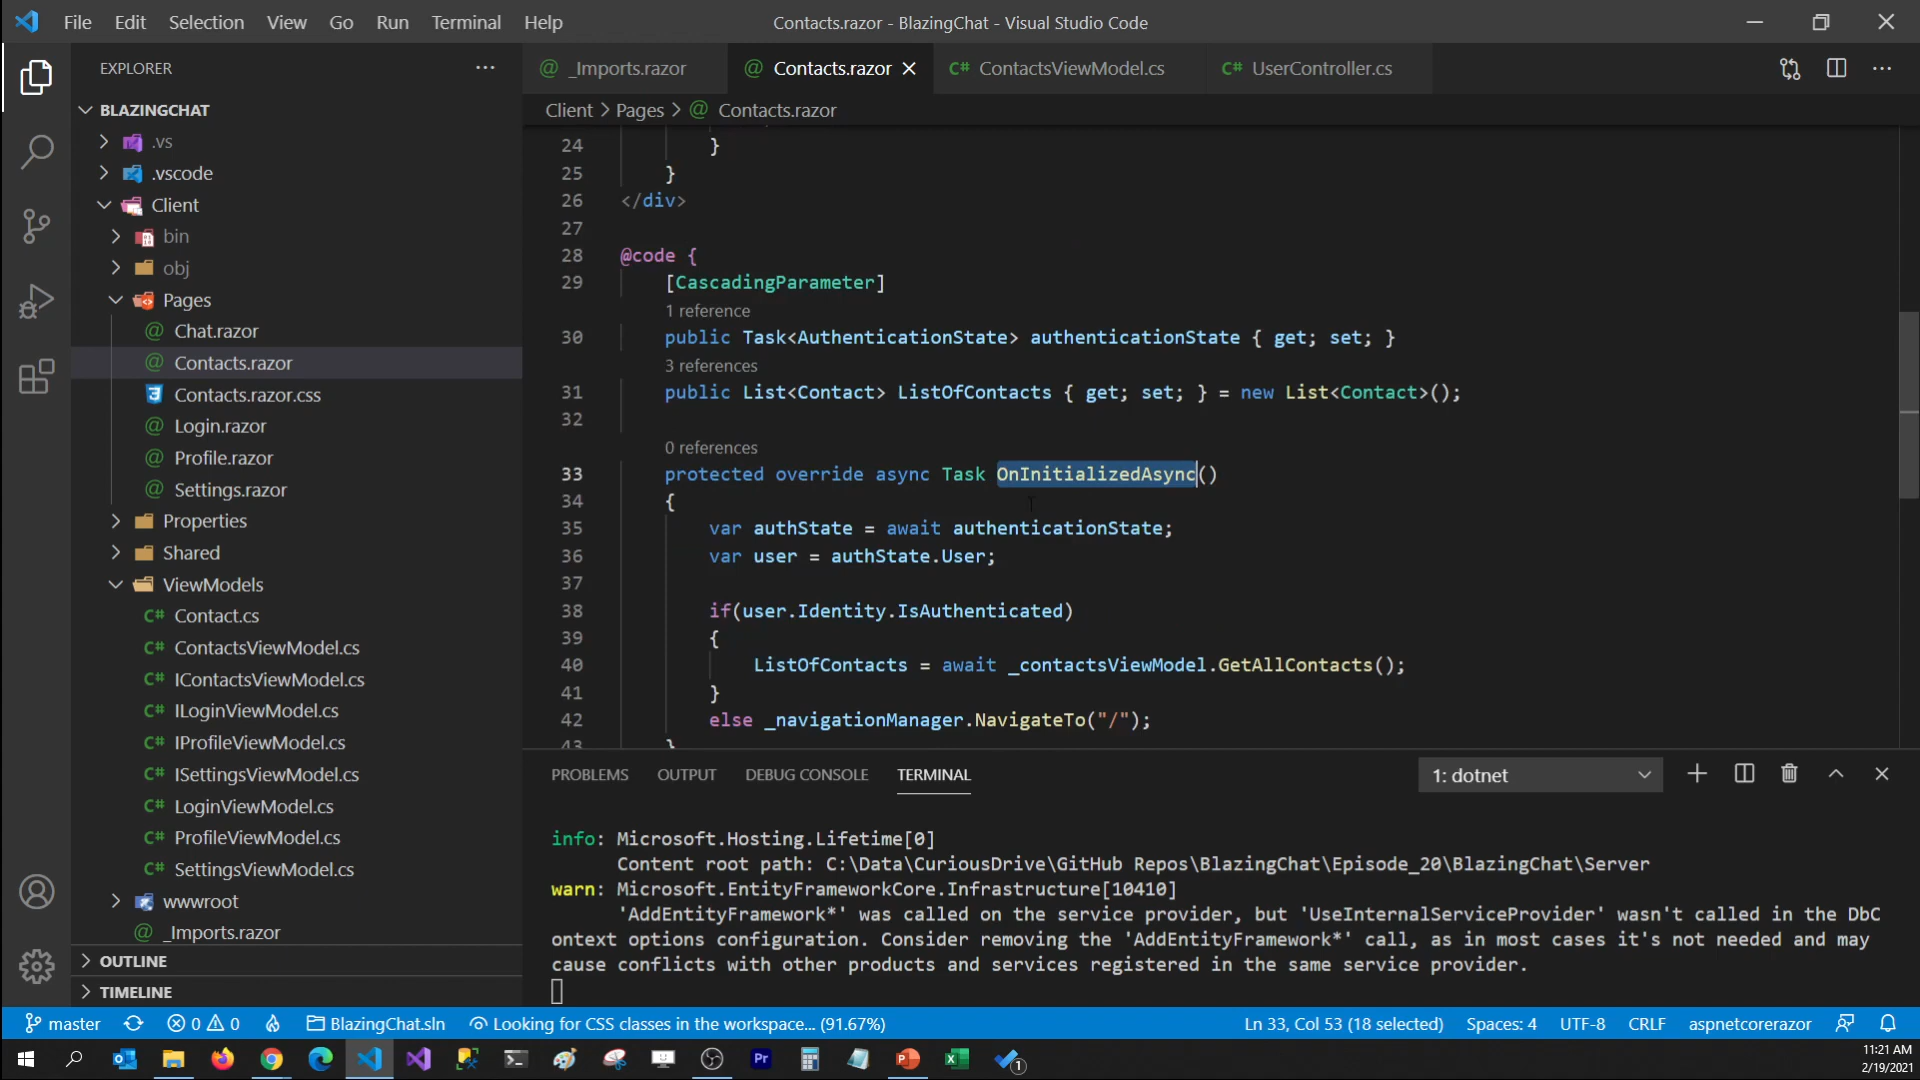 File Edit Selection View Go Run Terminal Help
Contacts.razor - BlazingChat - Visual Studio Code
EXPLORER
BLAZINGCHAT
.vs
.vscode
Client
bin
obj
Pages
Chat.razor
Contacts.razor
Contacts.razor.css
Login.razor
Profile.razor
Settings.razor
Properties
Shared
ViewModels
C# Contact.cs
C# ContactsViewModel.cs
C# IContactsViewModel.cs
C# ILoginViewModel.cs
C# IProfileViewModel.cs
C# ISettingsViewModel.cs
C# LoginViewModel.cs
C# ProfileViewModel.cs
C# SettingsViewModel.cs
wwwroot
@ _Imports.razor
OUTLINE
TIMELINE
@ _Imports.razor @ Contacts.razor C# ContactsViewModel.cs C# UserController.cs
Client > Pages > @ Contacts.razor
24 }
25 }
26 </div>
27
28 @code {
29 [CascadingParameter]
1 reference
30 public Task<AuthenticationState> authenticationState { get; set; }
3 references
31 public List<Contact> ListOfContacts { get; set; } = new List<Contact>();
32
0 references
33 protected override async Task OnInitializedAsync()
34 {
35 var authState = await authenticationState;
36 var user = authState.User;
37
38 if(user.Identity.IsAuthenticated)
39 {
40 ListOfContacts = await _contactsViewModel.GetAllContacts();
41 }
42 else _navigationManager.NavigateTo("/");
43 }
PROBLEMS OUTPUT DEBUG CONSOLE TERMINAL
1: dotnet
info: Microsoft.Hosting.Lifetime[0]
Content root path: C:\Data\CuriousDrive\GitHub Repos\BlazingChat\Episode_20\BlazingChat\Server
warn: Microsoft.EntityFrameworkCore.Infrastructure[10410]
'AddEntityFramework*' was called on the service provider, but 'UseInternalServiceProvider' wasn't called in the DbC
ontext options configuration. Consider removing the 'AddEntityFramework*' call, as in most cases it's not needed and may
cause conflicts with other products and services registered in the same service provider.
master 0 0 BlazingChat.sln Looking for CSS classes in the workspace... (91.67%) Ln 33, Col 53 (18 selected) Spaces: 4 UTF-8 CRLF aspnetcorerazor
Pr
1
11:21 AM
2/19/2021